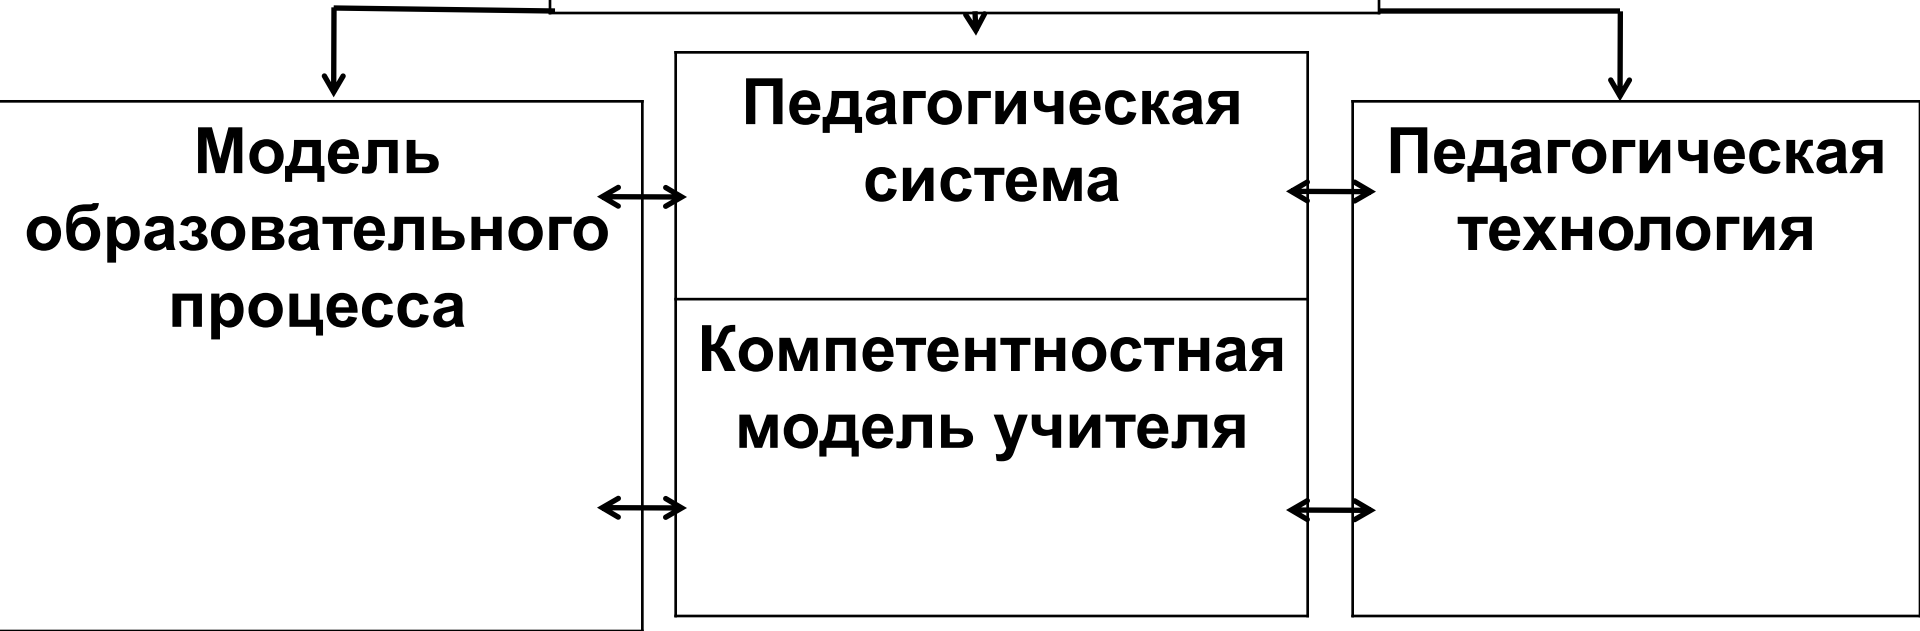 Модель
образовательного
процесса
Педагогическая
система
Компетентностная
модель учителя
Педагогическая
технология